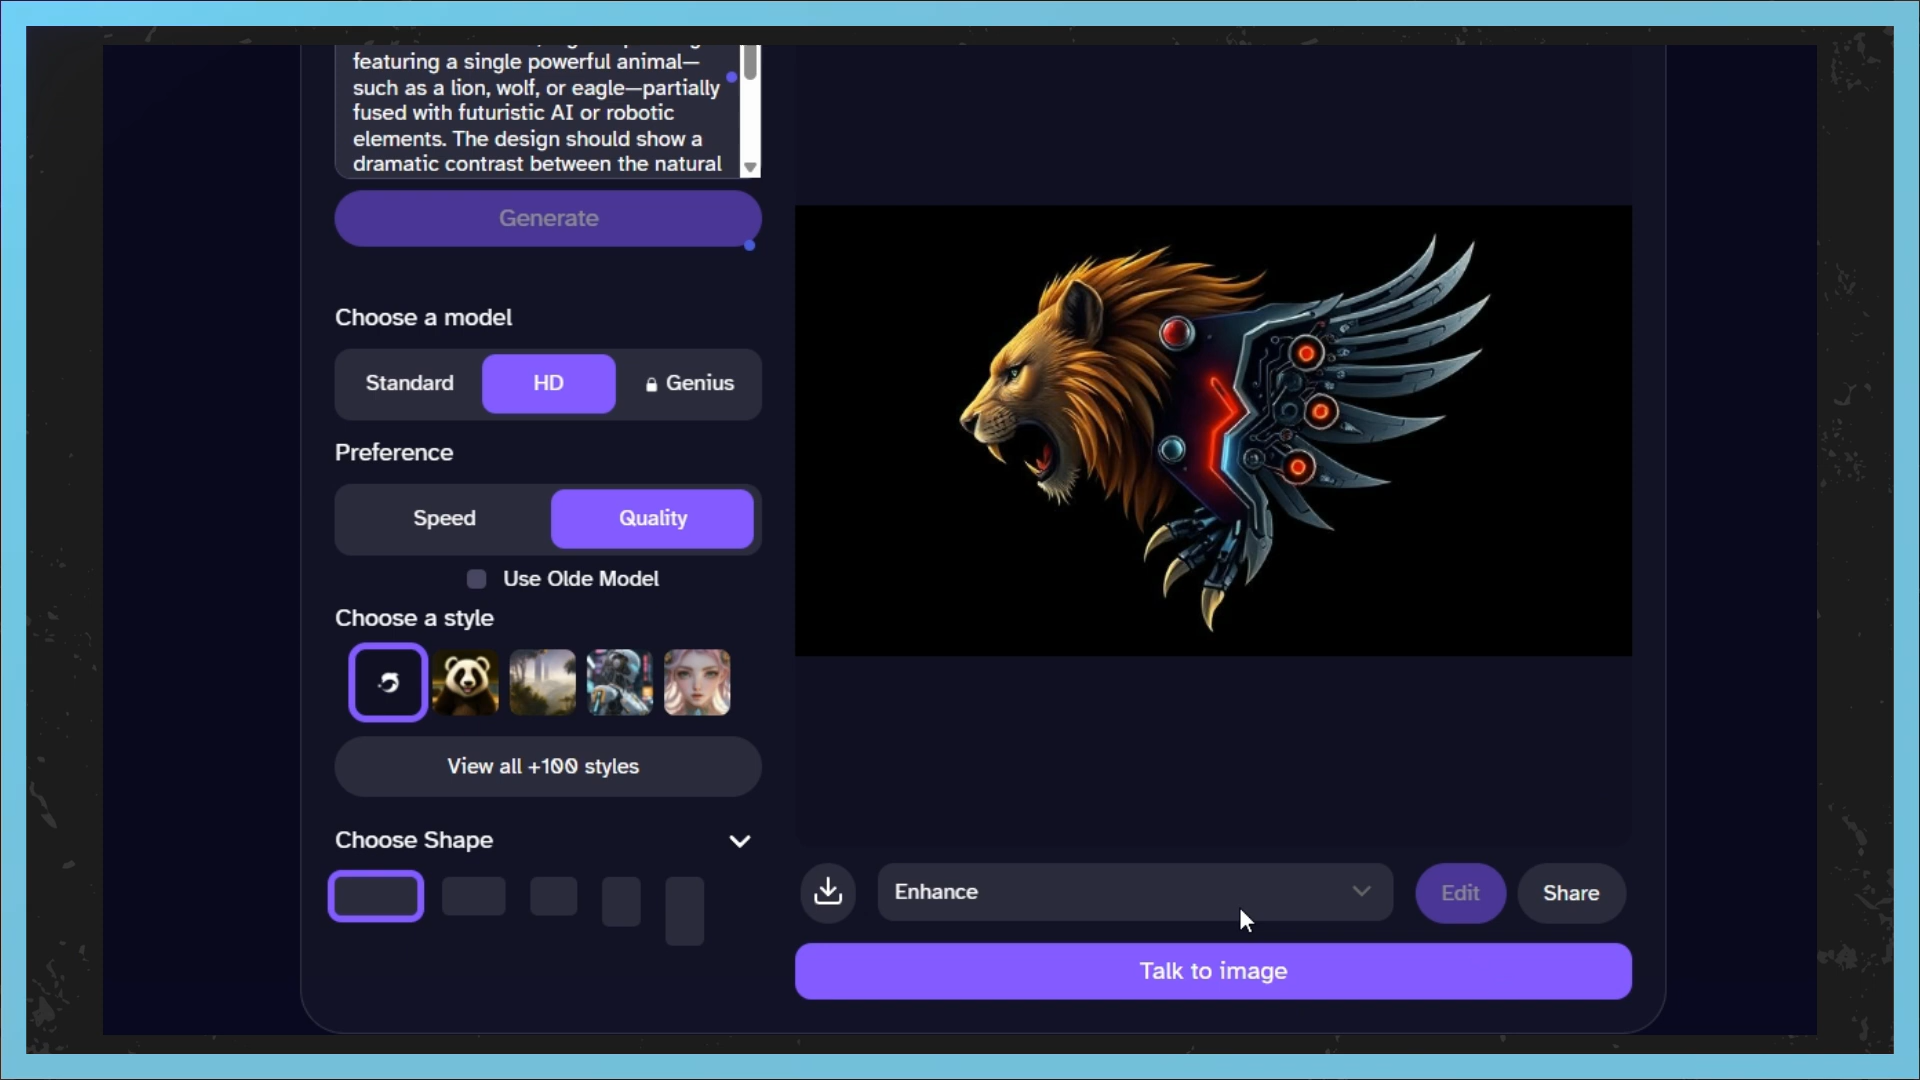 featuring a single powerful animal—
such as a lion, wolf, or eagle—partially
fused with futuristic AI or robotic
elements. The design should show a
dramatic contrast between the natural
Generate
Choose a model
Standard
HD
Genius
Preference
Speed
Quality
Use Olde Model
Choose a style
View all +100 styles
Choose Shape
Enhance
Edit
Share
Talk to image